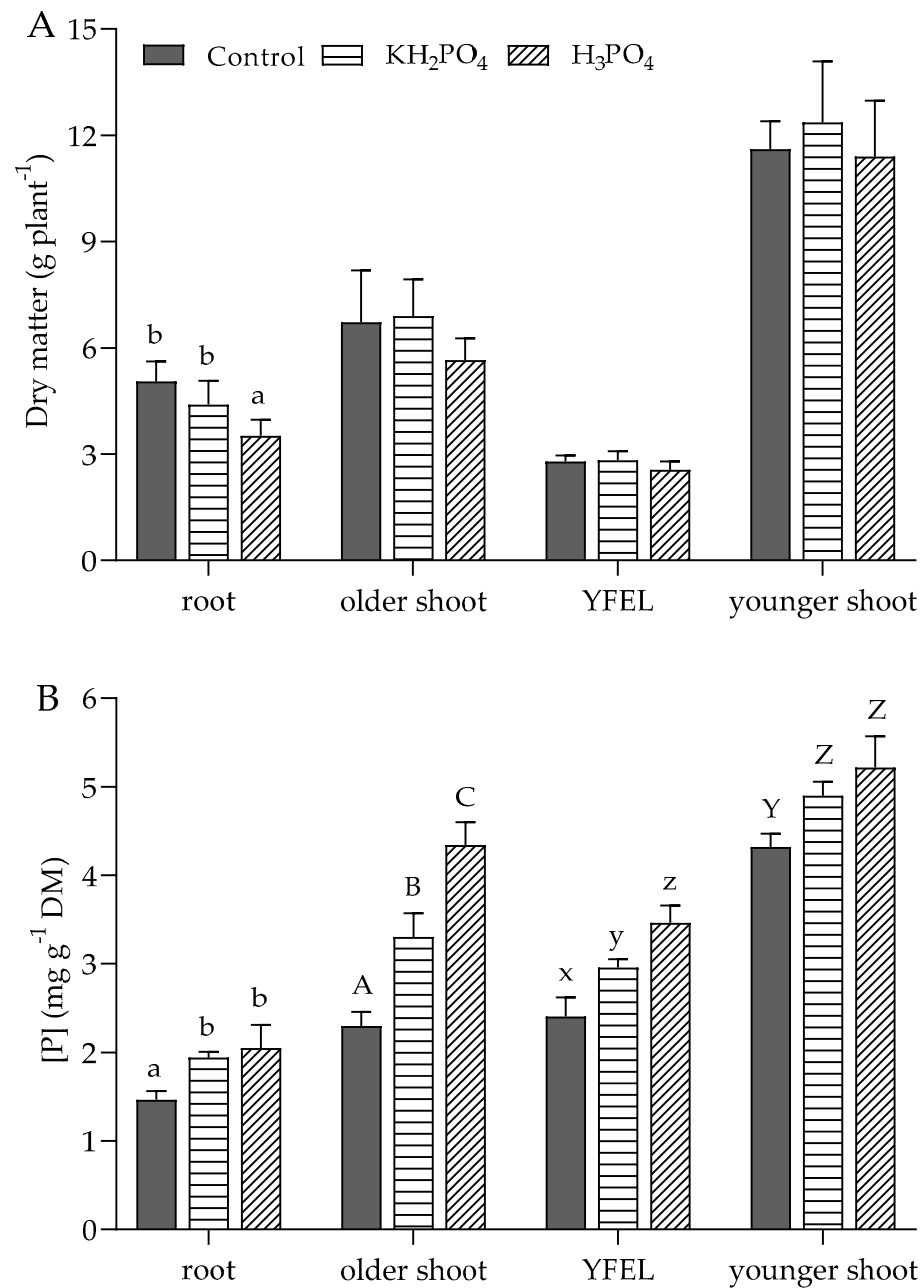 A
15
Control KH₂PO₄ H₃PO₄
12
9
6
3
0
Dry matter (g plant⁻¹)
b b a
root older shoot YFEL younger shoot
B
6
5
4
3
2
1
0
[P] (mg g⁻¹ DM)
a b b A B C x y z Y Z Z
root older shoot YFEL younger shoot